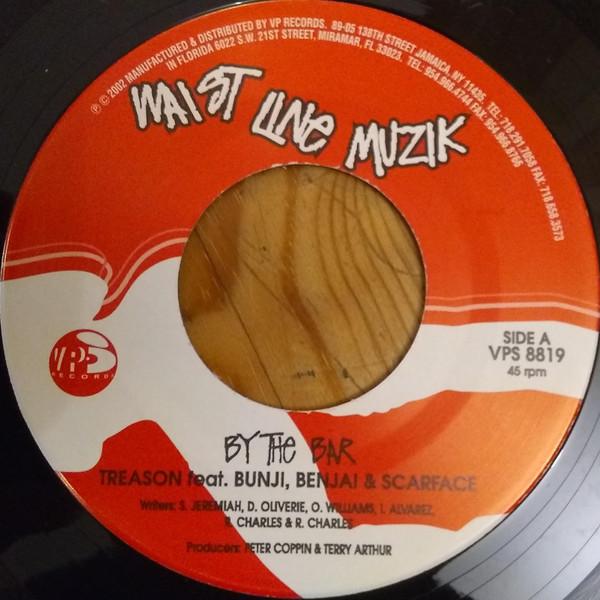 ℗ © 2002 MANUFACTURED & DISTRIBUTED BY VP RECORDS. 89-05 138TH STREET JAMAICA, NY 11435. TEL: 718.291.7058 FAX: 718.658.3573
IN FLORIDA 6022 S.W. 21ST STREET, MIRAMAR, FL 33023. TEL: 954.966.4744 FAX: 954.966.8766
WAIST LINE MUZIK
VP
RECORDS
SIDE A
VPS 8819
45 rpm
BY THE BAR
TREASON feat. BUNJI, BENJAI & SCARFACE
Writers: S. JEREMIAH, D. OLIVERIE, O. WILLIAMS, I. ALVAREZ,
R. CHARLES & R. CHARLES
Producers: PETER COPPIN & TERRY ARTHUR